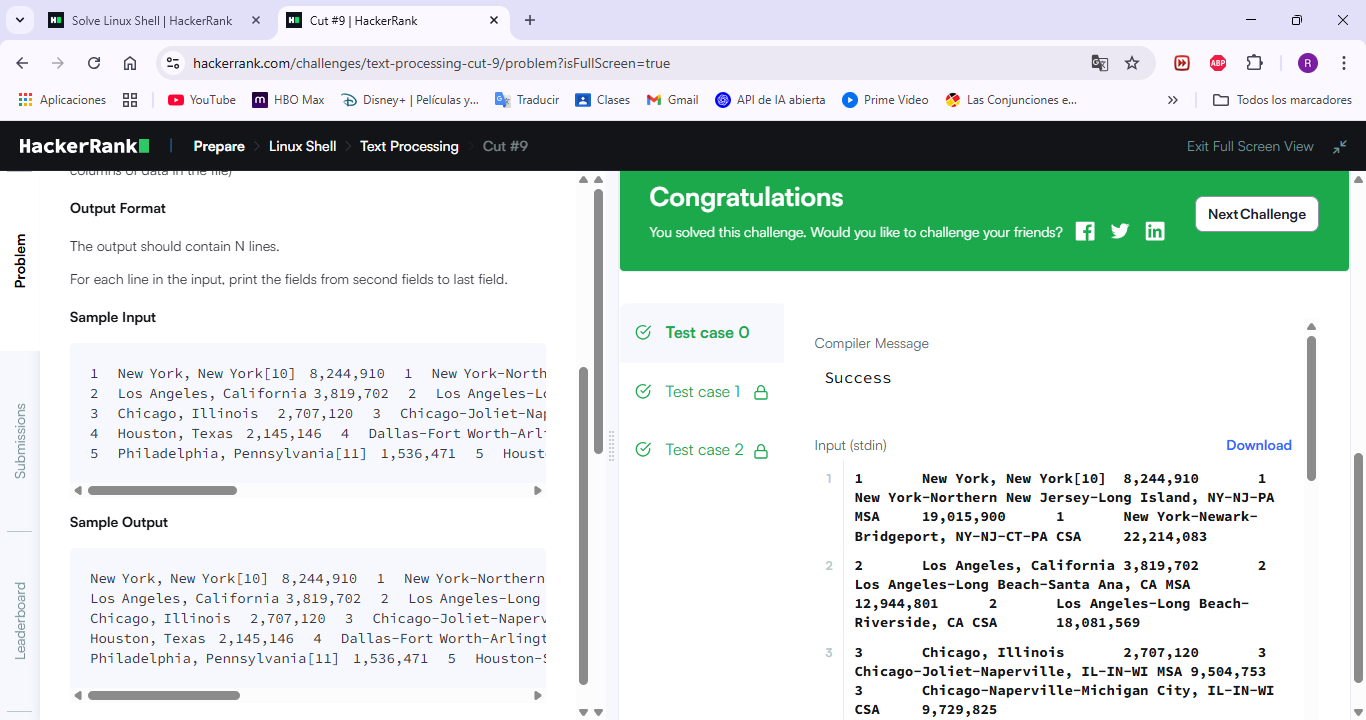 Solve Linux Shell | HackerRank
Cut #9 | HackerRank
hackerrank.com/challenges/text-processing-cut-9/problem?isFullScreen=true
ABP
R
Aplicaciones
YouTube
HBO Max
Disney+ | Películas y...
Traducir
Clases
Gmail
API de IA abierta
Prime Video
Las Conjunciones e...
Todos los marcadores
HackerRank
Prepare
Linux Shell
Text Processing
Cut #9
Exit Full Screen View
Problem
Submissions
Leaderboard
columns of data in the file)
Output Format
The output should contain N lines.
For each line in the input, print the fields from second fields to last field.
Sample Input
1 New York, New York[10] 8,244,910 1 New York-North
2 Los Angeles, California 3,819,702 2 Los Angeles-Lo
3 Chicago, Illinois 2,707,120 3 Chicago-Joliet-Nap
4 Houston, Texas 2,145,146 4 Dallas-Fort Worth-Arli
5 Philadelphia, Pennsylvania[11] 1,536,471 5 Houst
Sample Output
New York, New York[10] 8,244,910 1 New York-Northern
Los Angeles, California 3,819,702 2 Los Angeles-Long
Chicago, Illinois 2,707,120 3 Chicago-Joliet-Naperv
Houston, Texas 2,145,146 4 Dallas-Fort Worth-Arlingt
Philadelphia, Pennsylvania[11] 1,536,471 5 Houston-S
Congratulations
You solved this challenge. Would you like to challenge your friends?
Next Challenge
Test case 0
Test case 1
Test case 2
Compiler Message
Success
Input (stdin)
Download
1 1 New York, New York[10] 8,244,910 1
New York-Northern New Jersey-Long Island, NY-NJ-PA
MSA 19,015,900 1 New York-Newark-
Bridgeport, NY-NJ-CT-PA CSA 22,214,083
2 2 Los Angeles, California 3,819,702 2
Los Angeles-Long Beach-Santa Ana, CA MSA
12,944,801 2 Los Angeles-Long Beach-
Riverside, CA CSA 18,081,569
3 3 Chicago, Illinois 2,707,120 3
Chicago-Joliet-Naperville, IL-IN-WI MSA 9,504,753
3 Chicago-Naperville-Michigan City, IL-IN-WI
CSA 9,729,825